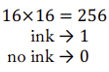 16×16 = 256
ink → 1
no ink → 0